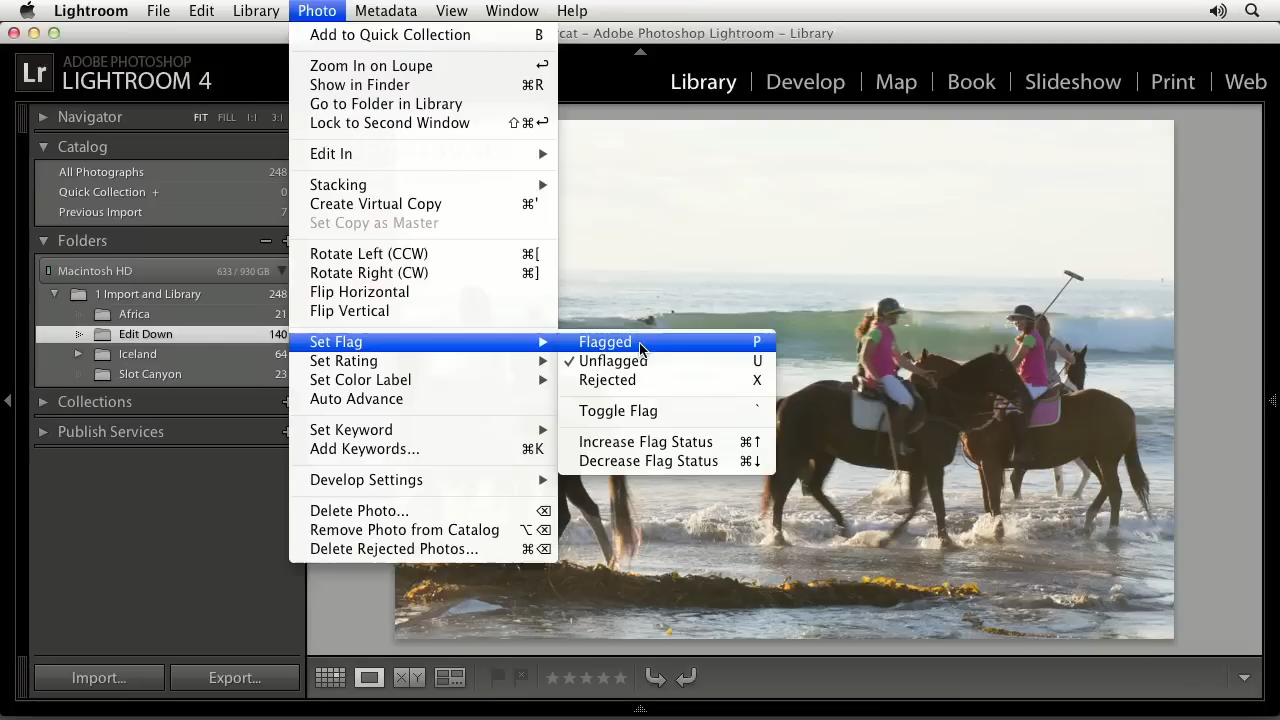 Lightroom File Edit Library Photo Metadata View Window Help
cat – Adobe Photoshop Lightroom – Library
Lr ADOBE PHOTOSHOP
LIGHTROOM 4
Library | Develop | Map | Book | Slideshow | Print | Web
Navigator FIT FILL 1:1 3:1
Catalog
All Photographs 248
Quick Collection + 0
Previous Import 7
Folders
Macintosh HD 633 / 930 GB
1 Import and Library 248
Africa 21
Edit Down 140
Iceland 64
Slot Canyon 23
Collections
Publish Services
Import... Export...
Add to Quick Collection B
Zoom In on Loupe ↩
Show in Finder ⌘R
Go to Folder in Library
Lock to Second Window ⇧⌘↩
Edit In
Stacking
Create Virtual Copy ⌘'
Set Copy as Master
Rotate Left (CCW) ⌘[
Rotate Right (CW) ⌘]
Flip Horizontal
Flip Vertical
Set Flag
Set Rating
Set Color Label
Auto Advance
Set Keyword
Add Keywords... ⌘K
Develop Settings
Delete Photo... ⌫
Remove Photo from Catalog ⌥⌫
Delete Rejected Photos... ⌘⌫
Flagged P
✓ Unflagged U
Rejected X
Toggle Flag `
Increase Flag Status ⌘↑
Decrease Flag Status ⌘↓
X Y